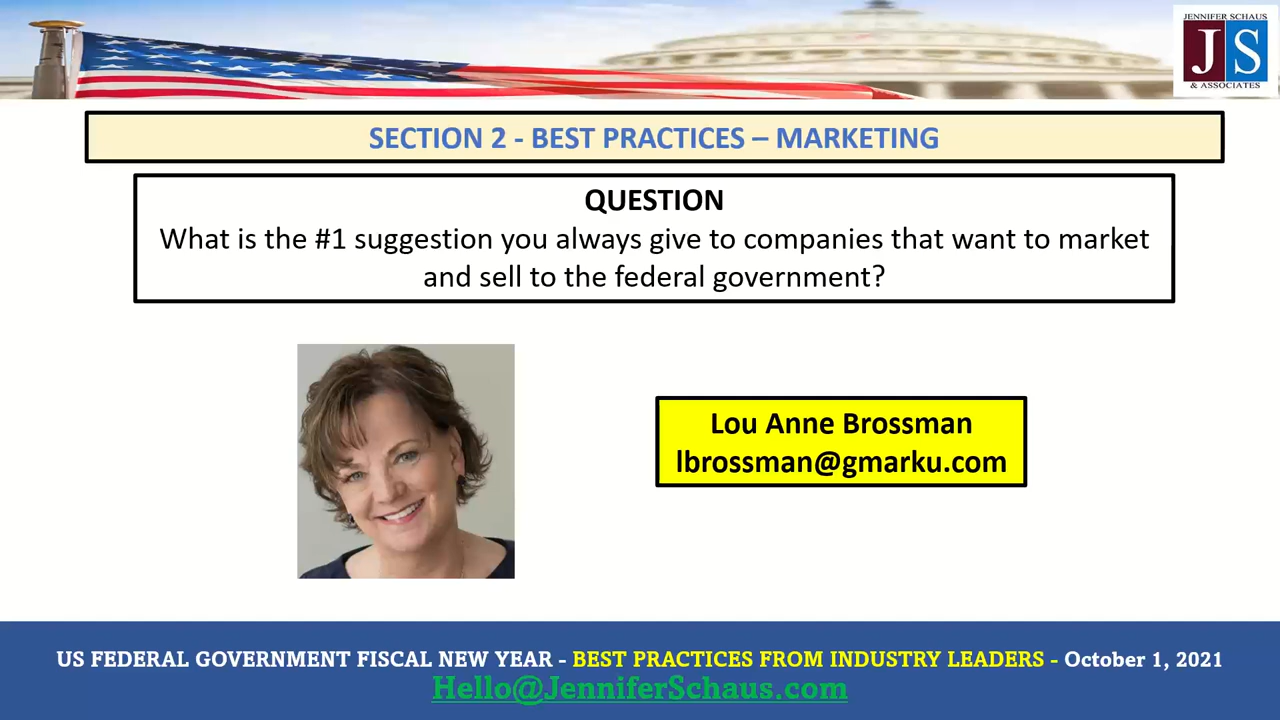 JENNIFER SCHAUS
JS
& ASSOCIATES
SECTION 2 - BEST PRACTICES – MARKETING
QUESTION
What is the #1 suggestion you always give to companies that want to market
and sell to the federal government?
Lou Anne Brossman
lbrossman@gmarku.com
US FEDERAL GOVERNMENT FISCAL NEW YEAR - BEST PRACTICES FROM INDUSTRY LEADERS - October 1, 2021
Hello@JenniferSchaus.com